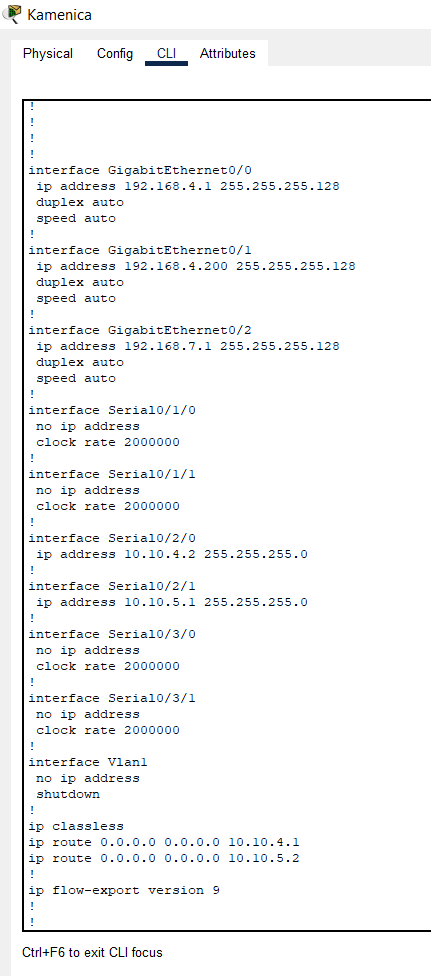 Kamenica
Physical Config CLI Attributes
!
!
!
!
interface GigabitEthernet0/0
 ip address 192.168.4.1 255.255.255.128
 duplex auto
 speed auto
!
interface GigabitEthernet0/1
 ip address 192.168.4.200 255.255.255.128
 duplex auto
 speed auto
!
interface GigabitEthernet0/2
 ip address 192.168.7.1 255.255.255.128
 duplex auto
 speed auto
!
interface Serial0/1/0
 no ip address
 clock rate 2000000
!
interface Serial0/1/1
 no ip address
 clock rate 2000000
!
interface Serial0/2/0
 ip address 10.10.4.2 255.255.255.0
!
interface Serial0/2/1
 ip address 10.10.5.1 255.255.255.0
!
interface Serial0/3/0
 no ip address
 clock rate 2000000
!
interface Serial0/3/1
 no ip address
 clock rate 2000000
!
interface Vlan1
 no ip address
 shutdown
!
ip classless
ip route 0.0.0.0 0.0.0.0 10.10.4.1
ip route 0.0.0.0 0.0.0.0 10.10.5.2
!
ip flow-export version 9
!
!
Ctrl+F6 to exit CLI focus